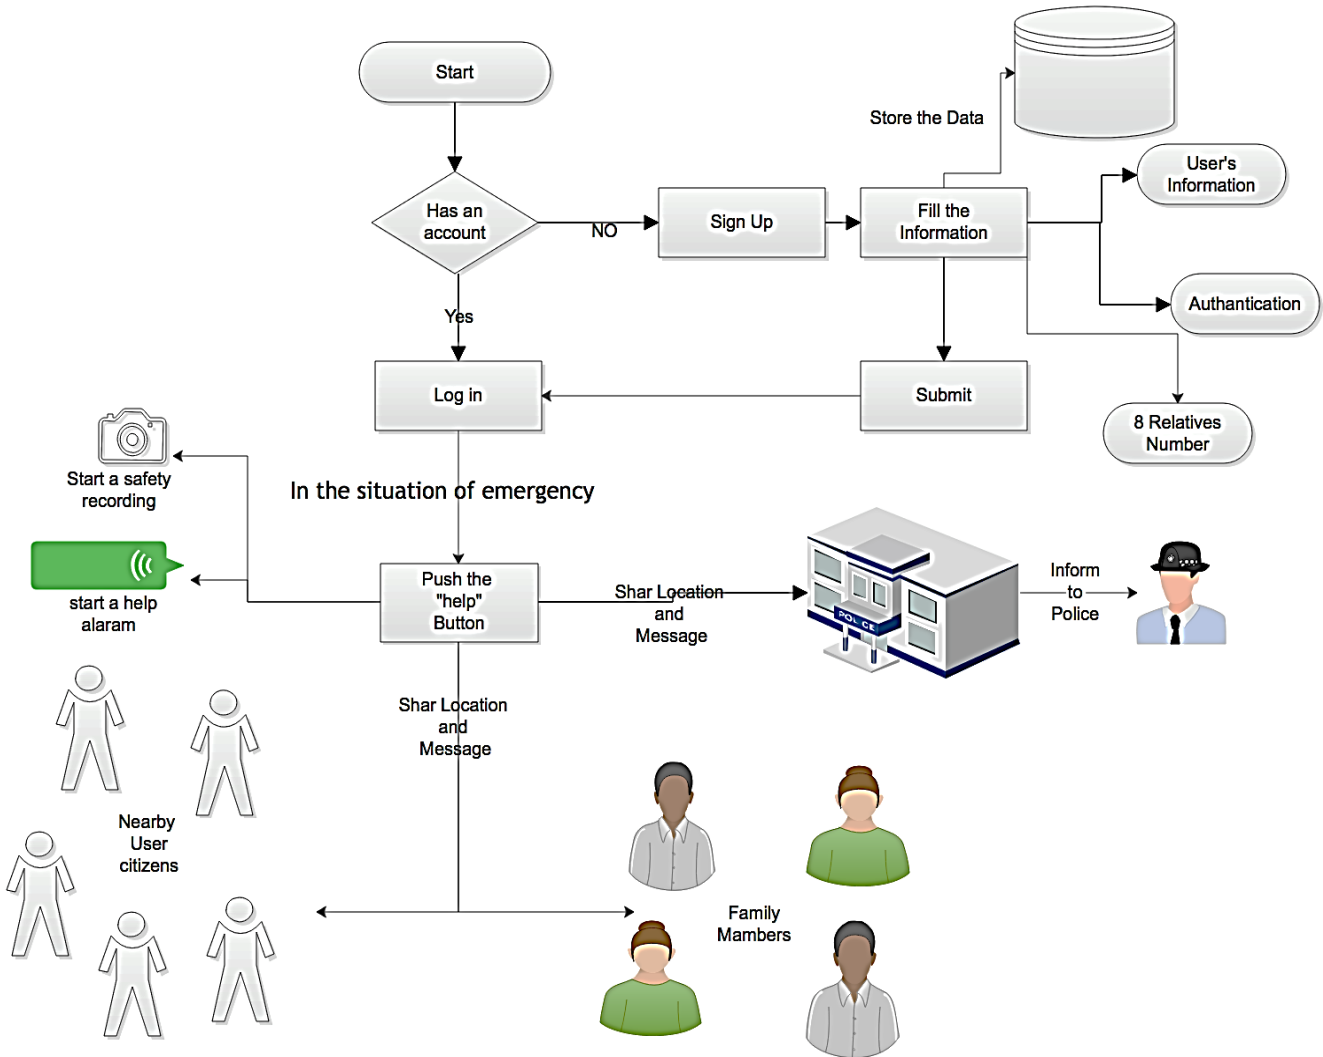 Start
Store the Data
User's
Information
Has an
account
NO
Sign Up
Fill the
Information
Authantication
Yes
Log in
Submit
8 Relatives
Number
Start a safety
recording
In the situation of emergency
start a help
alaram
Push the
"help"
Button
Shar Location
and
Message
POLICE
Inform
to
Police
Shar Location
and
Message
Nearby
User
citizens
Family
Mambers